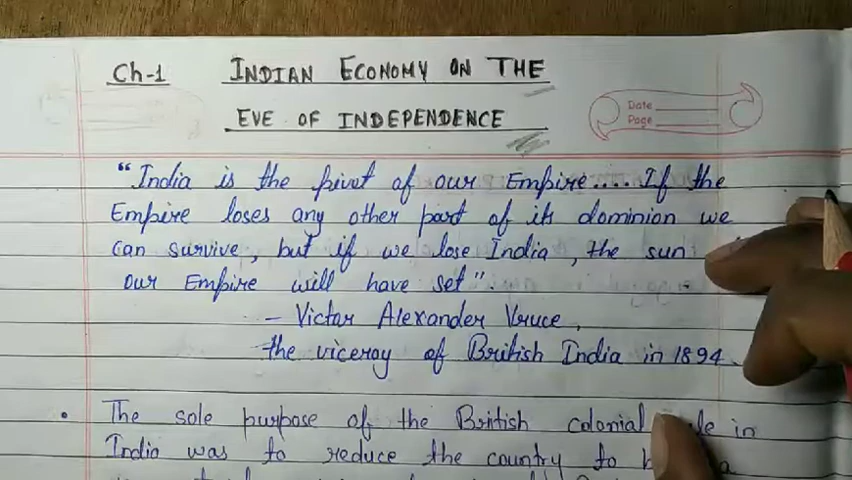 Ch-1 INDIAN ECONOMY ON THE
EVE OF INDEPENDENCE
Date
Page
"India is the pivot of our Empire.... If the
Empire loses any other part of its dominion we
can survive, but if we lose India, the sun
our Empire will have set".
- Victar Alexander Vruce,
the viceroy of British India in 1894.
• The sole purpose of the British colonial in
India was to reduce the country to